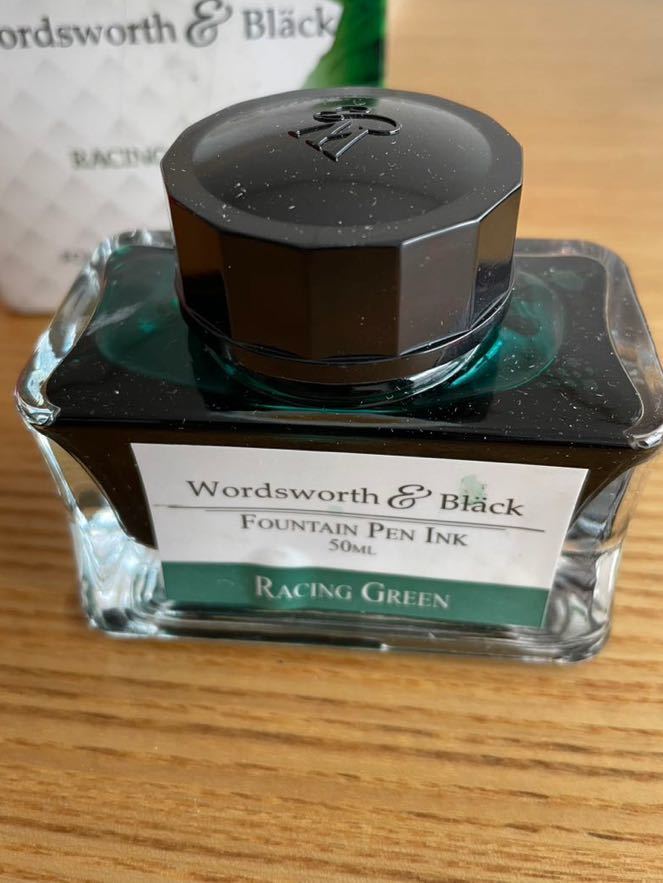 ordsworth & Bläck
RACING
Wordsworth & Bläck
FOUNTAIN PEN INK
50ML
RACING GREEN